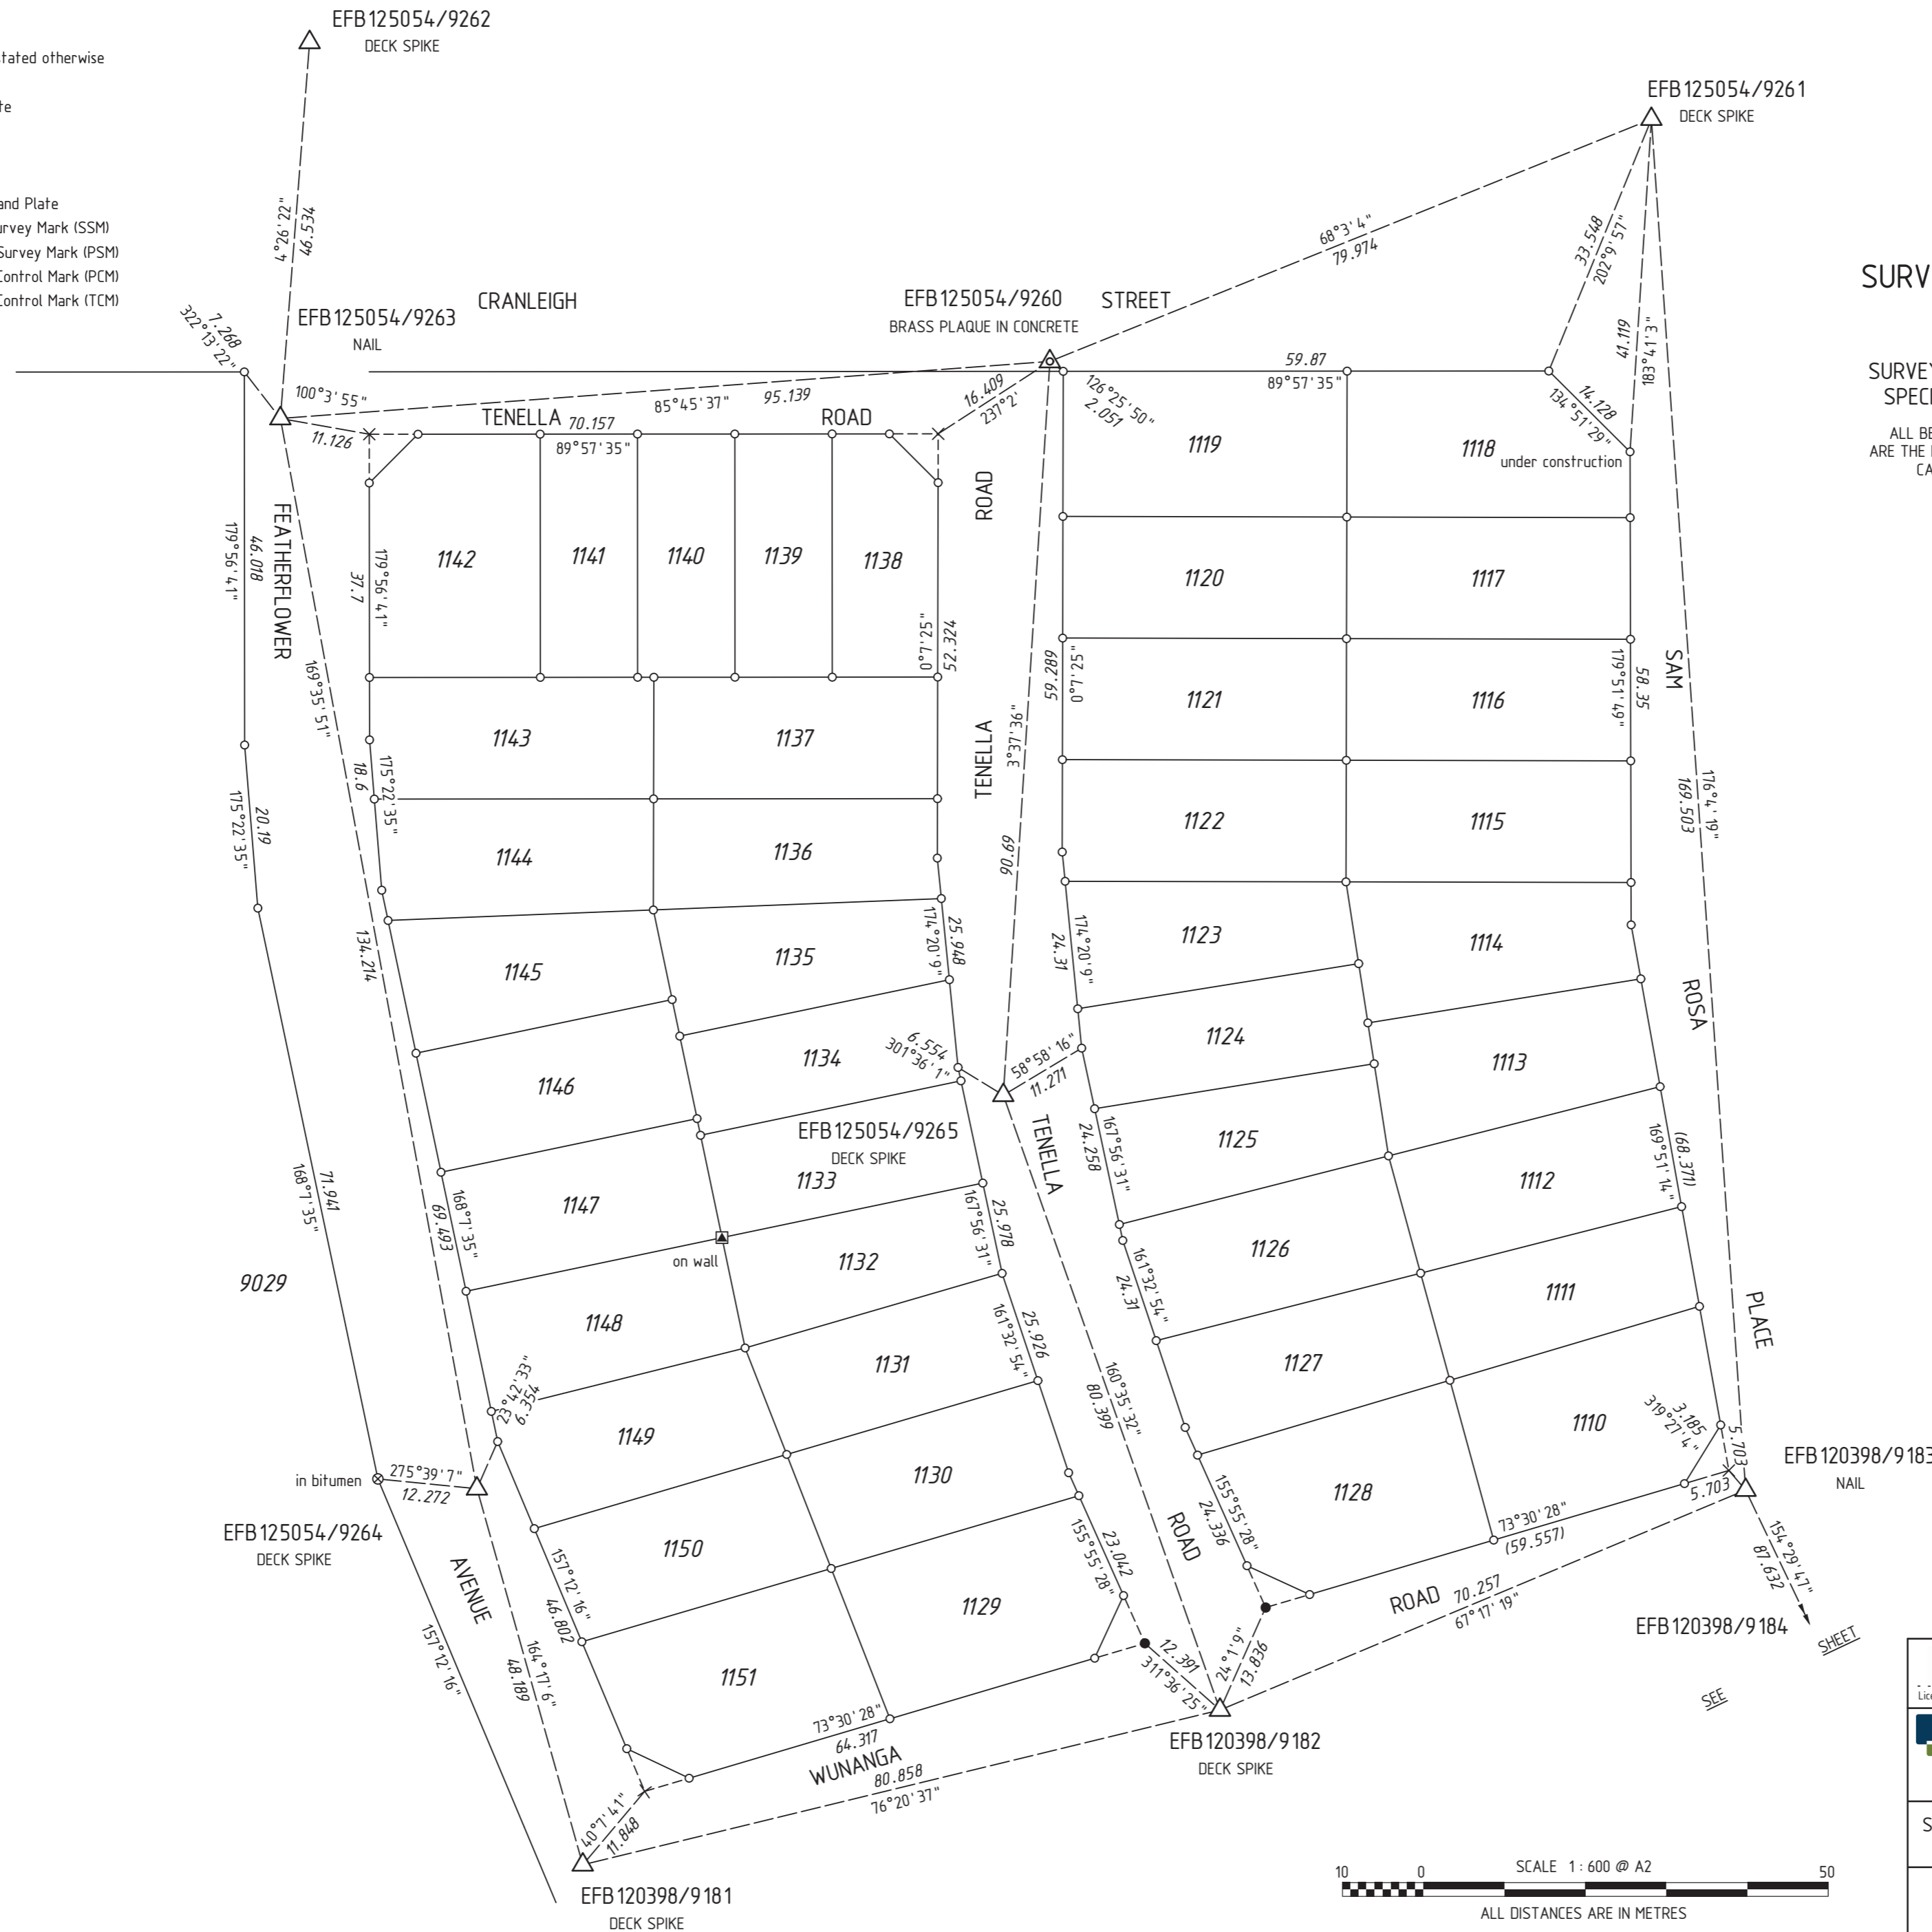 EFB125054/9262
DECK SPIKE
tated otherwise
te
and Plate
urvey Mark (SSM)
Survey Mark (PSM)
Control Mark (PCM)
Control Mark (TCM)
4°26'22"
46.534
EFB125054/9261
DECK SPIKE
68°3'4"
79.974
33.548
202°9'57"
41.119
183°41'3"
SURV
SURVEY
SPECI
ALL BE
ARE THE
CA
7.268
322°13'22"
EFB125054/9263
NAIL
CRANLEIGH
EFB125054/9260
BRASS PLAQUE IN CONCRETE
STREET
100°3'55"
11.126
TENELLA
70.157
89°57'35"
85°45'37"
95.139
ROAD
16.409
237°2'
126°25'50"
2.051
59.87
89°57'35"
14.128
134°51'29"
1119
1118
under construction
FEATHERFLOWER
46.018
179°56'41"
37.7
179°56'41"
1142
1141
1140
1139
1138
ROAD
0°7'25"
52.324
1120
1117
169°35'51"
59.289
0°7'25"
58.35
179°51'49"
SAM
1143
1137
TENELLA
3°37'36"
90.69
1121
1116
18.6
175°22'35"
20.19
175°22'35"
1144
1136
1122
1115
176°4'19"
169.503
134.214
1145
1135
25.948
174°20'9"
24.31
174°20'9"
1123
1114
ROSA
1146
1134
6.554
301°36'1"
58°58'16"
11.271
1124
1113
EFB125054/9265
DECK SPIKE
TENELLA
24.258
167°56'31"
1125
(68.371)
169°51'14"
71.941
168°7'35"
69.493
168°7'35"
1147
1133
25.978
167°56'31"
1112
on wall
1132
161°32'54"
24.31
1126
9029
1148
25.926
161°32'54"
1131
160°35'32"
80.399
1127
1111
PLACE
23°42'33"
6.354
1149
1130
1110
3.185
319°27'4"
5.703
5.703
in bitumen
275°39'7"
12.272
EFB120398/9183
NAIL
EFB125054/9264
DECK SPIKE
155°55'28"
24.336
1128
73°30'28"
(59.557)
AVENUE
157°12'16"
46.802
1150
23.042
155°55'28"
ROAD
154°29'47"
87.632
1129
ROAD
70.257
67°17'19"
EFB120398/9184
SHEET
SEE
157°12'16"
164°17'6"
48.189
1151
12.391
311°36'25"
24°1'9"
13.836
Lice
73°30'28"
64.317
WUNANGA
80.858
76°20'37"
EFB120398/9182
DECK SPIKE
40°7'41"
11.848
S
EFB120398/9181
DECK SPIKE
SCALE 1 : 600 @ A2
10 0 50
ALL DISTANCES ARE IN METRES